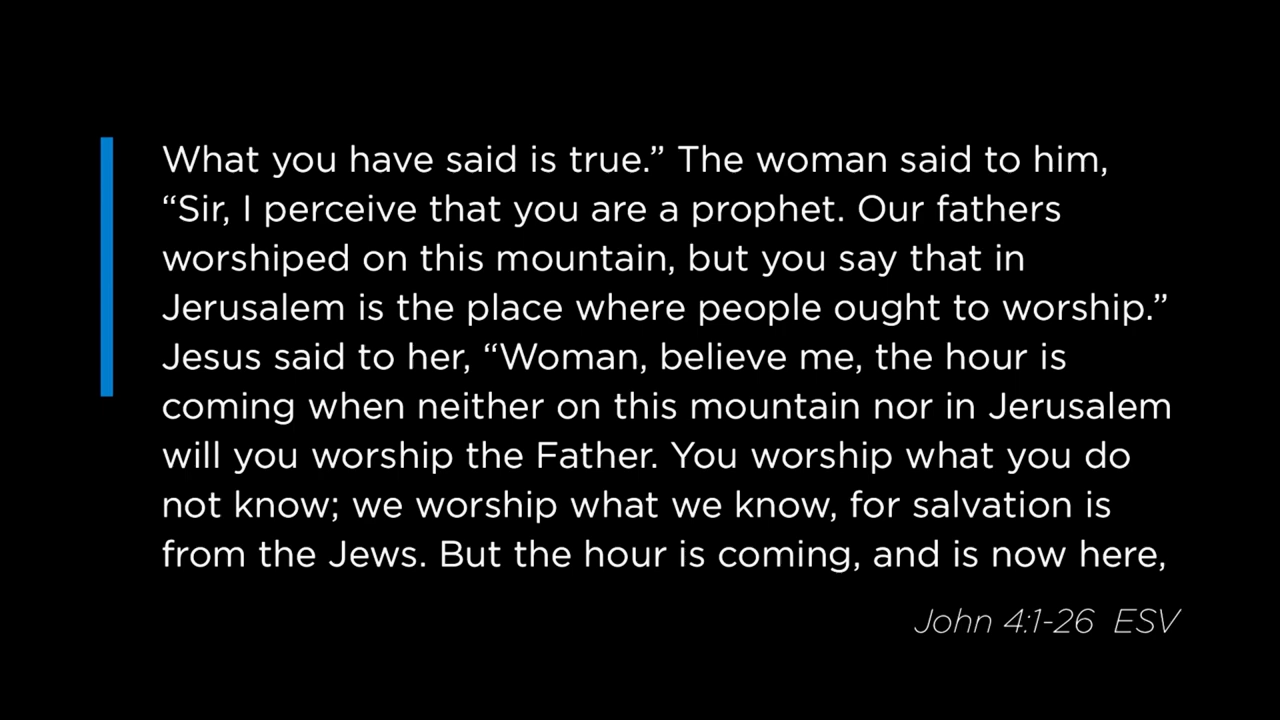 What you have said is true.” The woman said to him,
“Sir, I perceive that you are a prophet. Our fathers
worshiped on this mountain, but you say that in
Jerusalem is the place where people ought to worship.”
Jesus said to her, “Woman, believe me, the hour is
coming when neither on this mountain nor in Jerusalem
will you worship the Father. You worship what you do
not know; we worship what we know, for salvation is
from the Jews. But the hour is coming, and is now here,
John 4:1-26 ESV